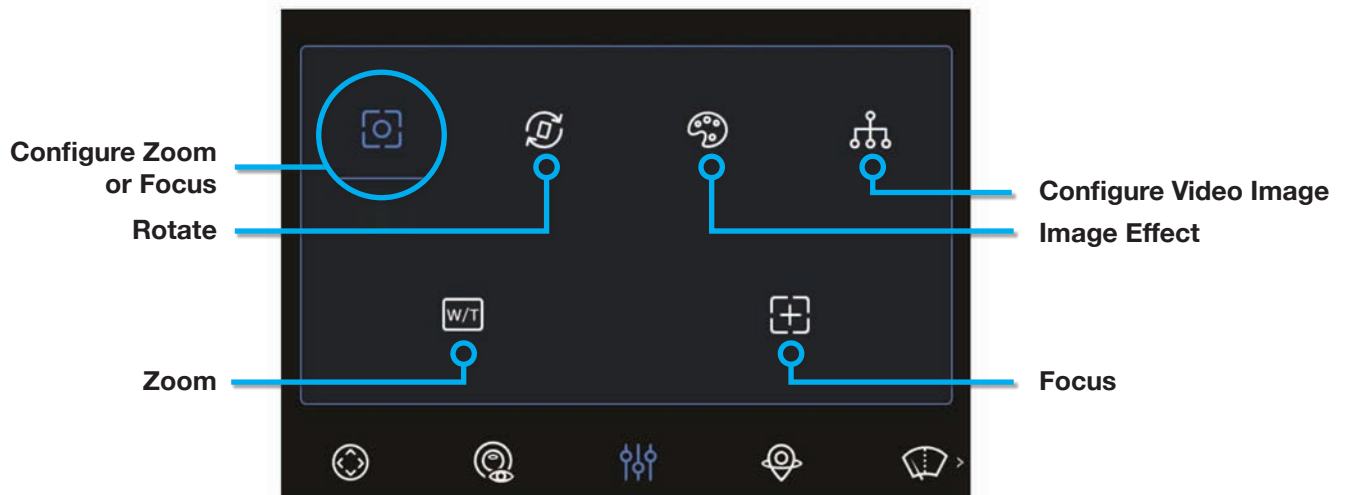 Configure Zoom
or Focus
Configure Video Image
Rotate
Image Effect
W/T
Zoom
Focus